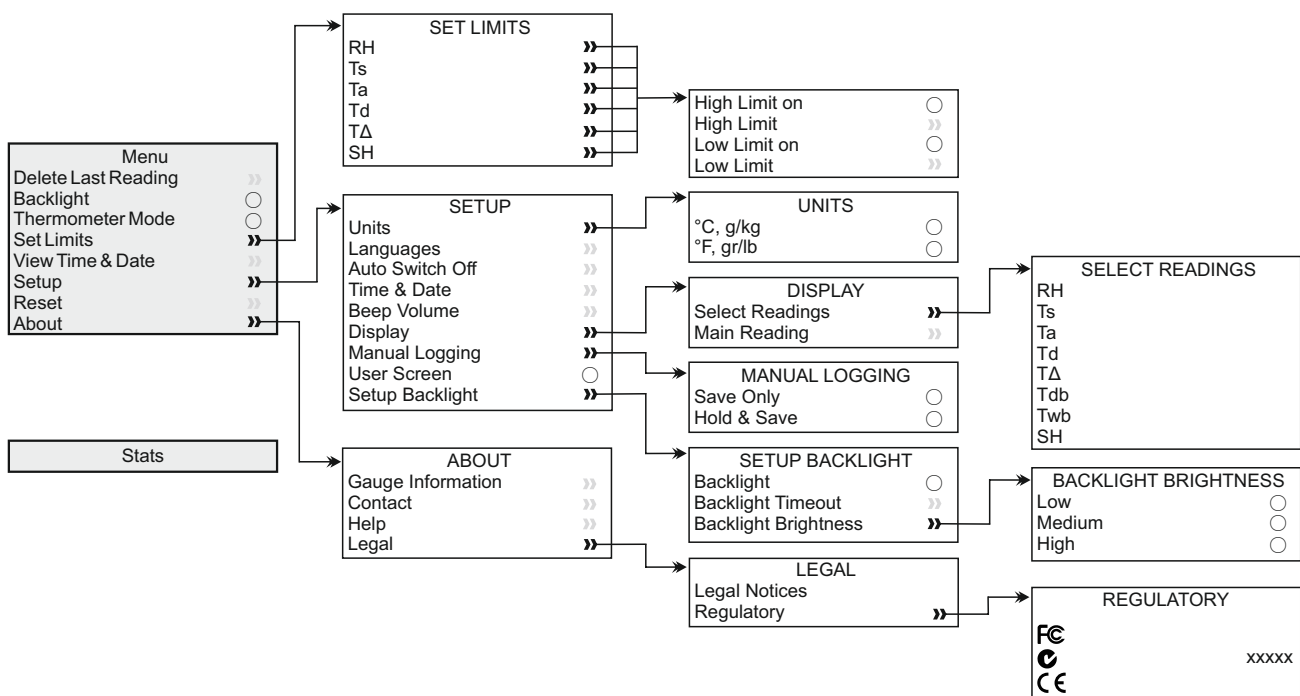 Menu
Delete Last Reading
Backlight
Thermometer Mode
Set Limits
View Time & Date
Setup
Reset
About
Stats
SET LIMITS
RH
Ts
Ta
Td
TΔ
SH
SETUP
Units
Languages
Auto Switch Off
Time & Date
Beep Volume
Display
Manual Logging
User Screen
Setup Backlight
ABOUT
Gauge Information
Contact
Help
Legal
High Limit on
High Limit
Low Limit on
Low Limit
UNITS
°C, g/kg
°F, gr/lb
DISPLAY
Select Readings
Main Reading
MANUAL LOGGING
Save Only
Hold & Save
SETUP BACKLIGHT
Backlight
Backlight Timeout
Backlight Brightness
LEGAL
Legal Notices
Regulatory
SELECT READINGS
RH
Ts
Ta
Td
TΔ
Tdb
Twb
SH
BACKLIGHT BRIGHTNESS
Low
Medium
High
REGULATORY
FC
xxxxx
CE